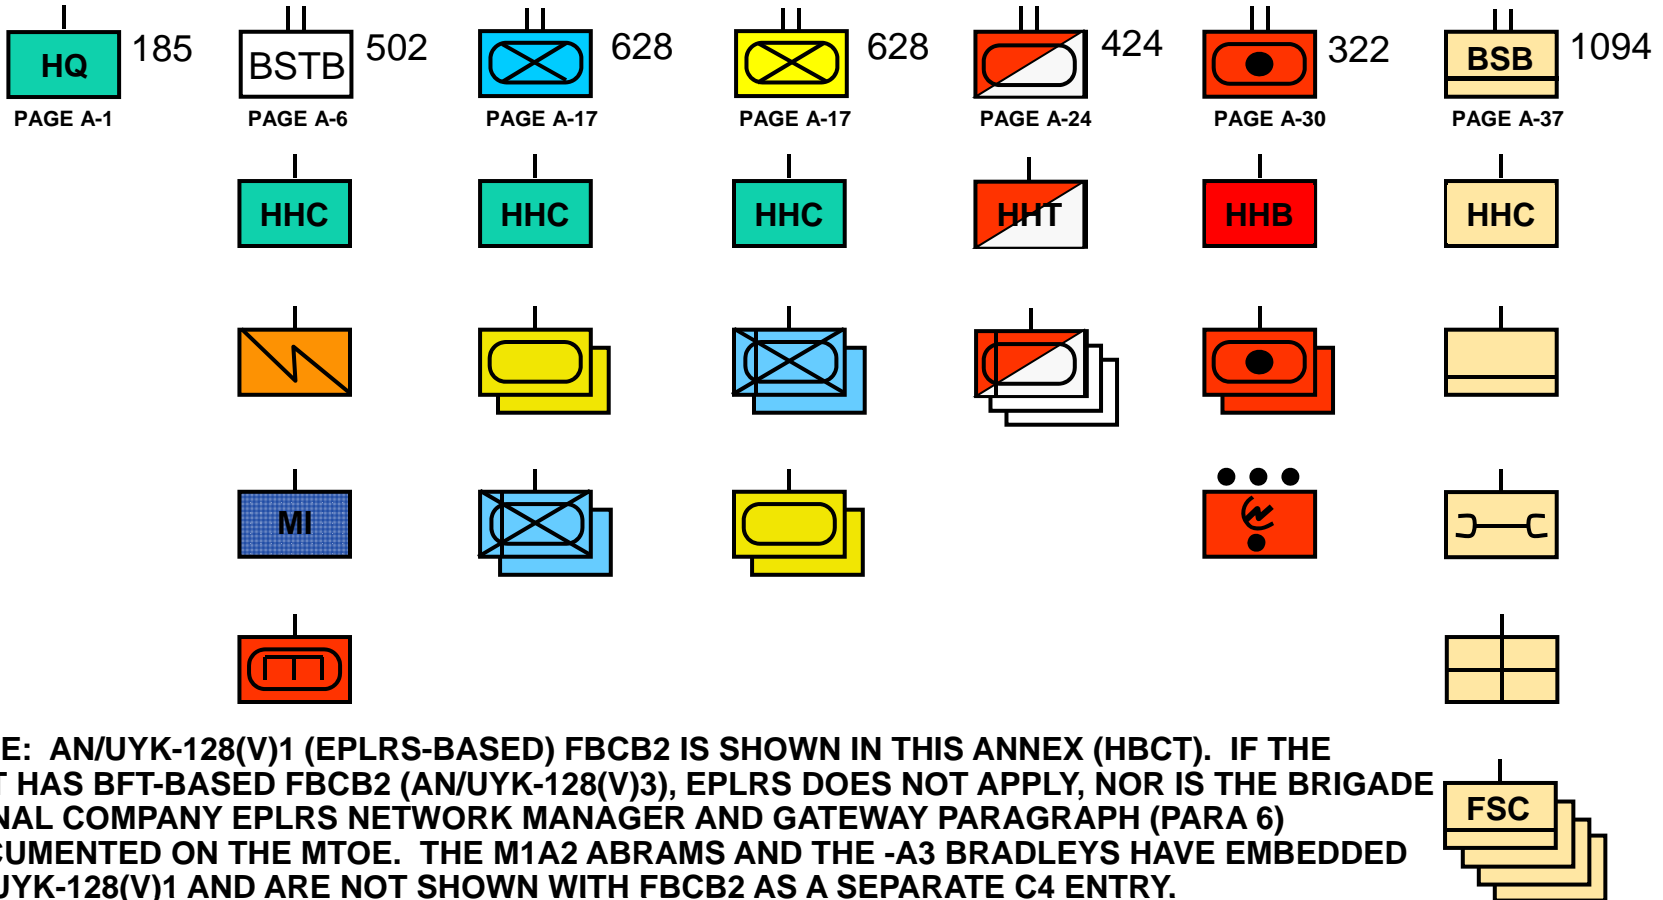 HQ 185 BSTB 502 628 628 424 322 BSB 1094
PAGE A-1 PAGE A-6 PAGE A-17 PAGE A-17 PAGE A-24 PAGE A-30 PAGE A-37
HHC HHC HHC HHT HHB HHC
MI
E: AN/UYK-128(V)1 (EPLRS-BASED) FBCB2 IS SHOWN IN THIS ANNEX (HBCT). IF THE
T HAS BFT-BASED FBCB2 (AN/UYK-128(V)3), EPLRS DOES NOT APPLY, NOR IS THE BRIGADE
NAL COMPANY EPLRS NETWORK MANAGER AND GATEWAY PARAGRAPH (PARA 6)
CUMENTED ON THE MTOE. THE M1A2 ABRAMS AND THE -A3 BRADLEYS HAVE EMBEDDED
UYK-128(V)1 AND ARE NOT SHOWN WITH FBCB2 AS A SEPARATE C4 ENTRY.
FSC